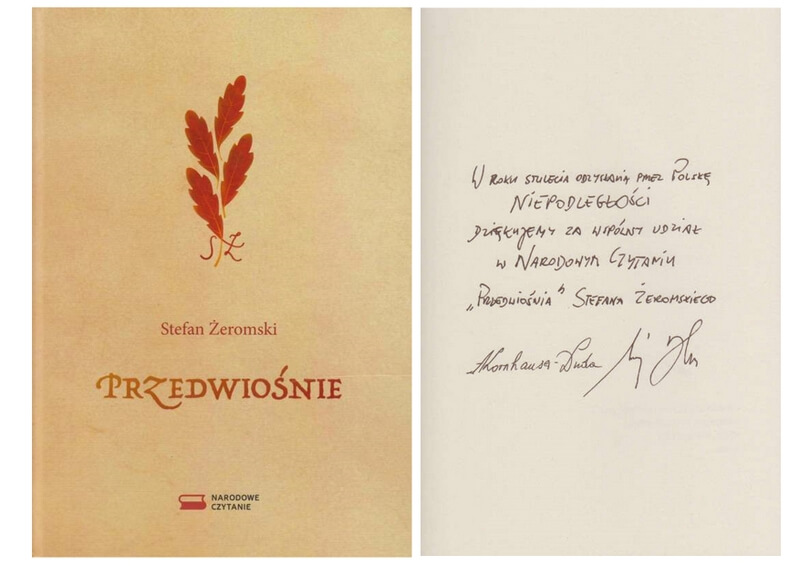 SŻ
Stefan Żeromski
PRZEDWIOŚNIE
NARODOWE
CZYTANIE
W ROKU STULECIA ODZYSKANIA PRZEZ POLSKĘ
NIEPODLEGŁOŚCI
DZIĘKUJEMY ZA WSPÓLNY UDZIAŁ
W NARODOWYM CZYTANIU
„PRZEDWIOŚNIA" STEFANA ŻEROMSKIEGO
AKornhauser-Duda